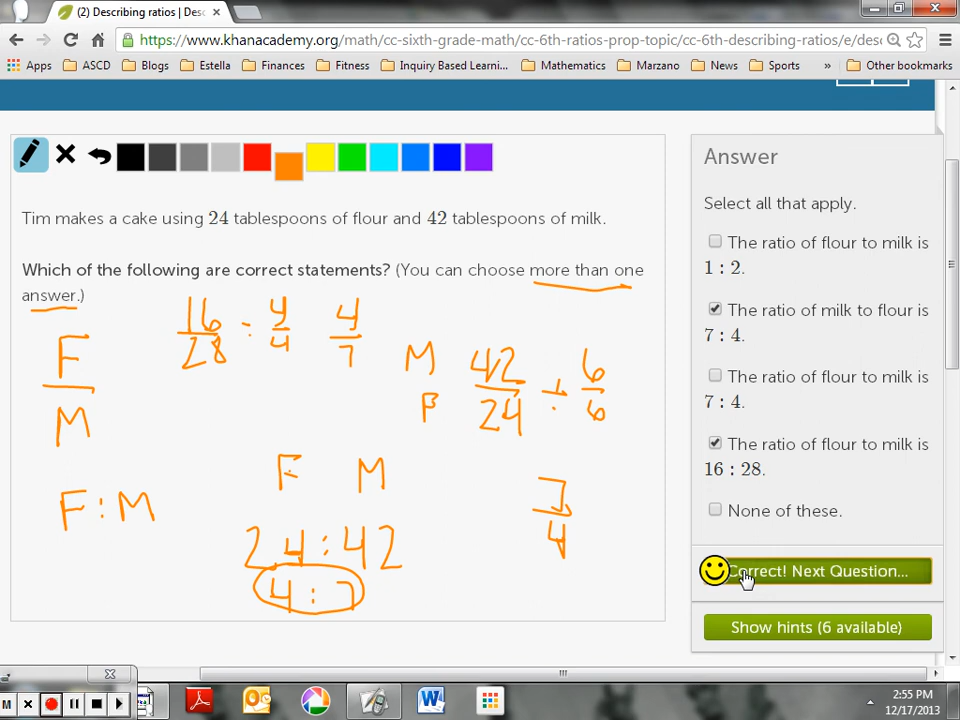 (2) Describing ratios | Des
https://www.khanacademy.org/math/cc-sixth-grade-math/cc-6th-ratios-prop-topic/cc-6th-describing-ratios/e/desc
Apps ASCD Blogs Estella Finances Fitness Inquiry Based Learni... Mathematics Marzano News Sports » Other bookmarks
Tim makes a cake using 24 tablespoons of flour and 42 tablespoons of milk.
Which of the following are correct statements? (You can choose more than one
answer.)
16/28 ÷ 4/4 4/7
F/M
M 42 ÷ 6
F 24 6
F M
F : M
24 : 42
4 : 7
7/4
Answer
Select all that apply.
The ratio of flour to milk is
1 : 2.
The ratio of milk to flour is
7 : 4.
The ratio of flour to milk is
7 : 4.
The ratio of flour to milk is
16 : 28.
None of these.
Correct! Next Question...
Show hints (6 available)
M
2:55 PM
12/17/2013